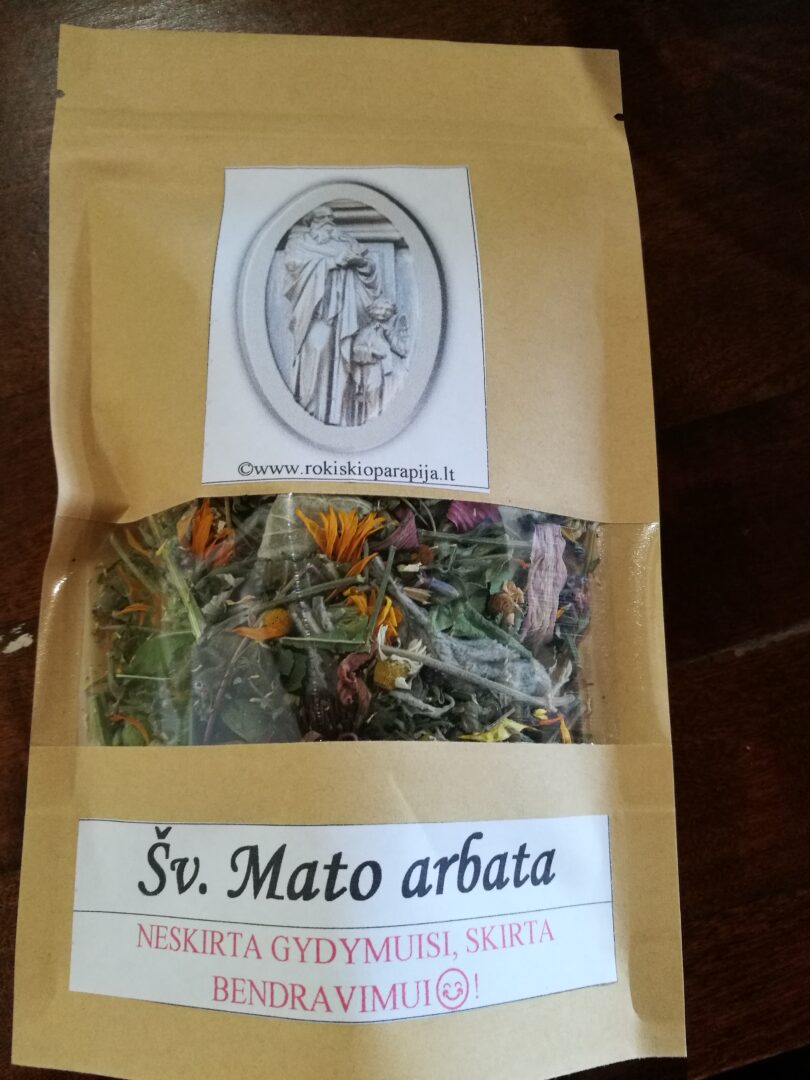 ©www.rokiskioparapija.lt
Šv. Mato arbata
NESKIRTA GYDYMUISI, SKIRTA
BENDRAVIMUI☺!